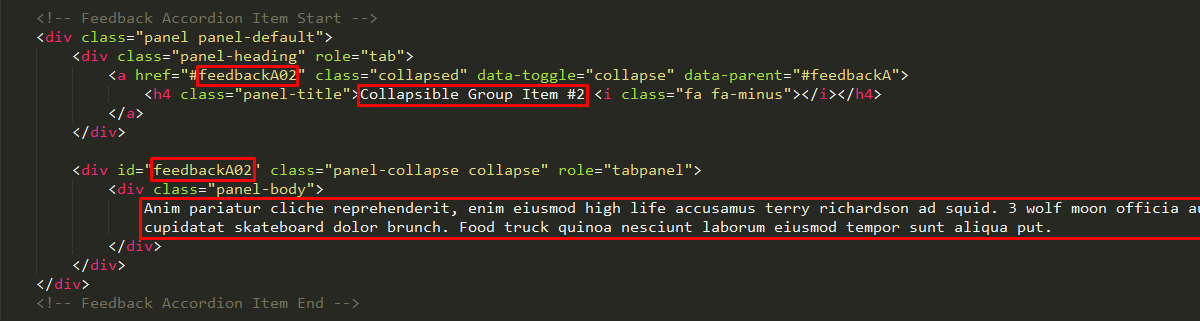 <!-- Feedback Accordion Item Start -->
<div class="panel panel-default">
<div class="panel-heading" role="tab">
<a href="#feedbackA02" class="collapsed" data-toggle="collapse" data-parent="#feedbackA">
<h4 class="panel-title">Collapsible Group Item #2 <i class="fa fa-minus"></i></h4>
</a>
</div>
<div id="feedbackA02" class="panel-collapse collapse" role="tabpanel">
<div class="panel-body">
Anim pariatur cliche reprehenderit, enim eiusmod high life accusamus terry richardson ad squid. 3 wolf moon officia
cupidatat skateboard dolor brunch. Food truck quinoa nesciunt laborum eiusmod tempor sunt aliqua put.
</div>
</div>
</div>
<!-- Feedback Accordion Item End -->